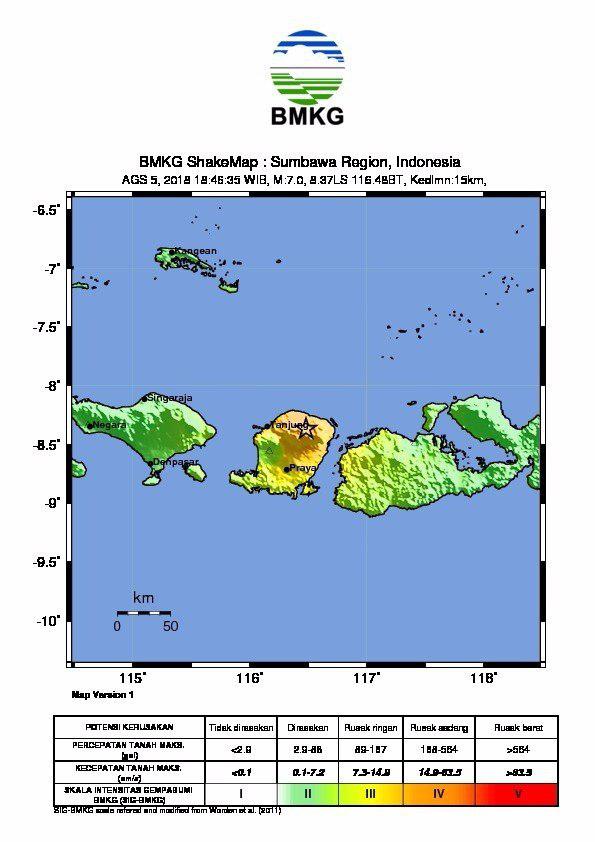 BMKG
BMKG ShakeMap : Sumbawa Region, Indonesia
AGS 5, 2018 18:46:35 WIB, M:7.0, 8.37LS 116.48BT, Kedlmn:15km,
-6.5°
Kangean
-7°
-7.5°
-8°
Singaraja
Negara
Tanjung
-8.5°
Denpasar
Praya
-9°
-9.5°
km
0 50
-10°
115° 116° 117° 118°
Map Version 1
POTENSI KERUSAKAN Tidak dirasakan Dirasakan Rusak ringan Rusak sedang Rusak berat
PERCEPATAN TANAH MAKS. <2.9 2.9-88 89-167 168-564 >564
(gal)
KECEPATAN TANAH MAKS. <0.1 0.1-7.2 7.3-14.9 14.9-63.5 >63.5
(cm/s)
SKALA INTENSITAS GEMPABUMI I II III IV V
BMKG (SIG-BMKG)
SIG-BMKG scale refered and modified from Worden et al. (2011)